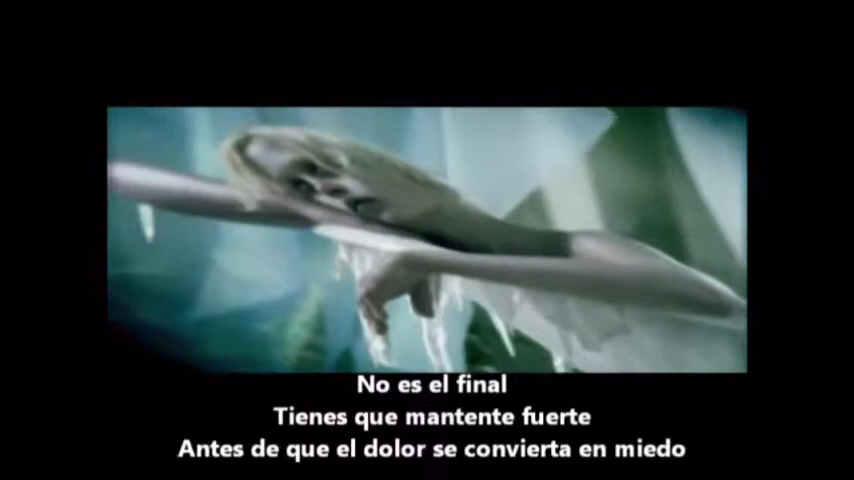 No es el final
Tienes que mantente fuerte
Antes de que el dolor se convierta en miedo